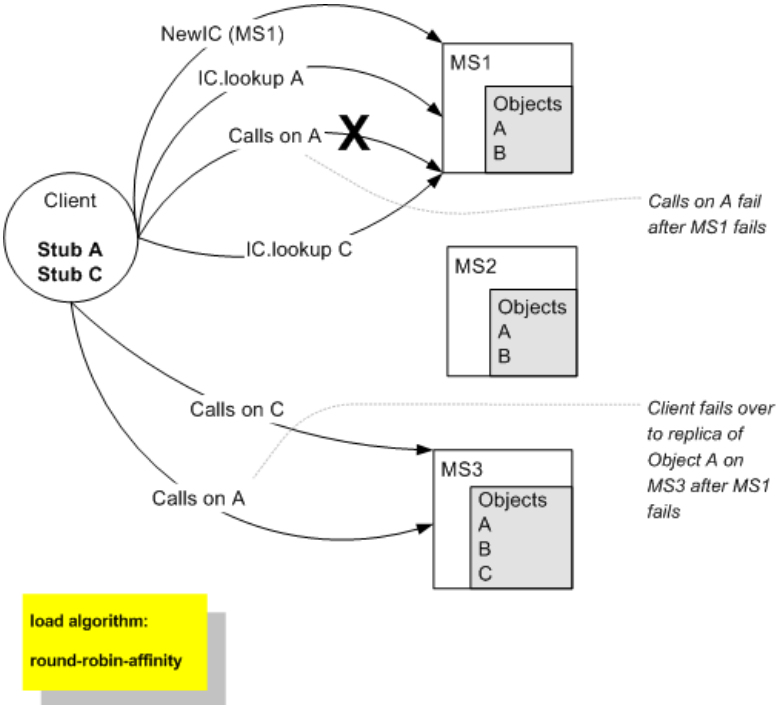 NewIC (MS1)
IC.lookup A
Calls on A
X
IC.lookup C
Client
Stub A
Stub C
MS1
Objects
A
B
Calls on A fail
after MS1 fails
MS2
Objects
A
B
Calls on C
Calls on A
MS3
Objects
A
B
C
Client fails over
to replica of
Object A on
MS3 after MS1
fails
load algorithm:
round-robin-affinity